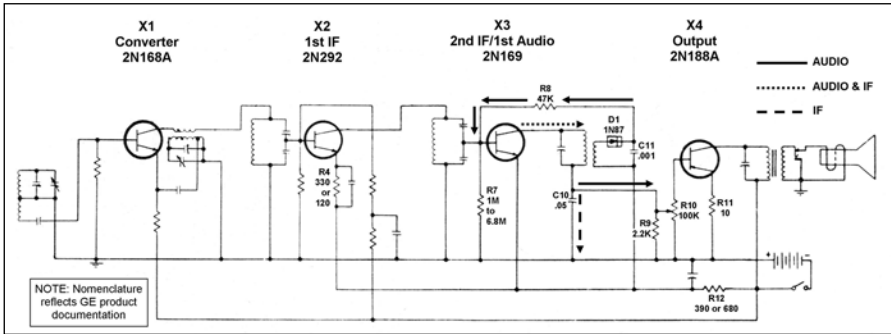 X1
Converter
2N168A
X2
1st IF
2N292
X3
2nd IF/1st Audio
2N169
X4
Output
2N188A
AUDIO
AUDIO & IF
IF
R8
47K
D1
1N87
C11
.001
R4
330
or
120
R7
1M
to
6.8M
C10
.05
R9
2.2K
R10
100K
R11
10
+
-
R12
390 or 680
NOTE: Nomenclature
reflects GE product
documentation